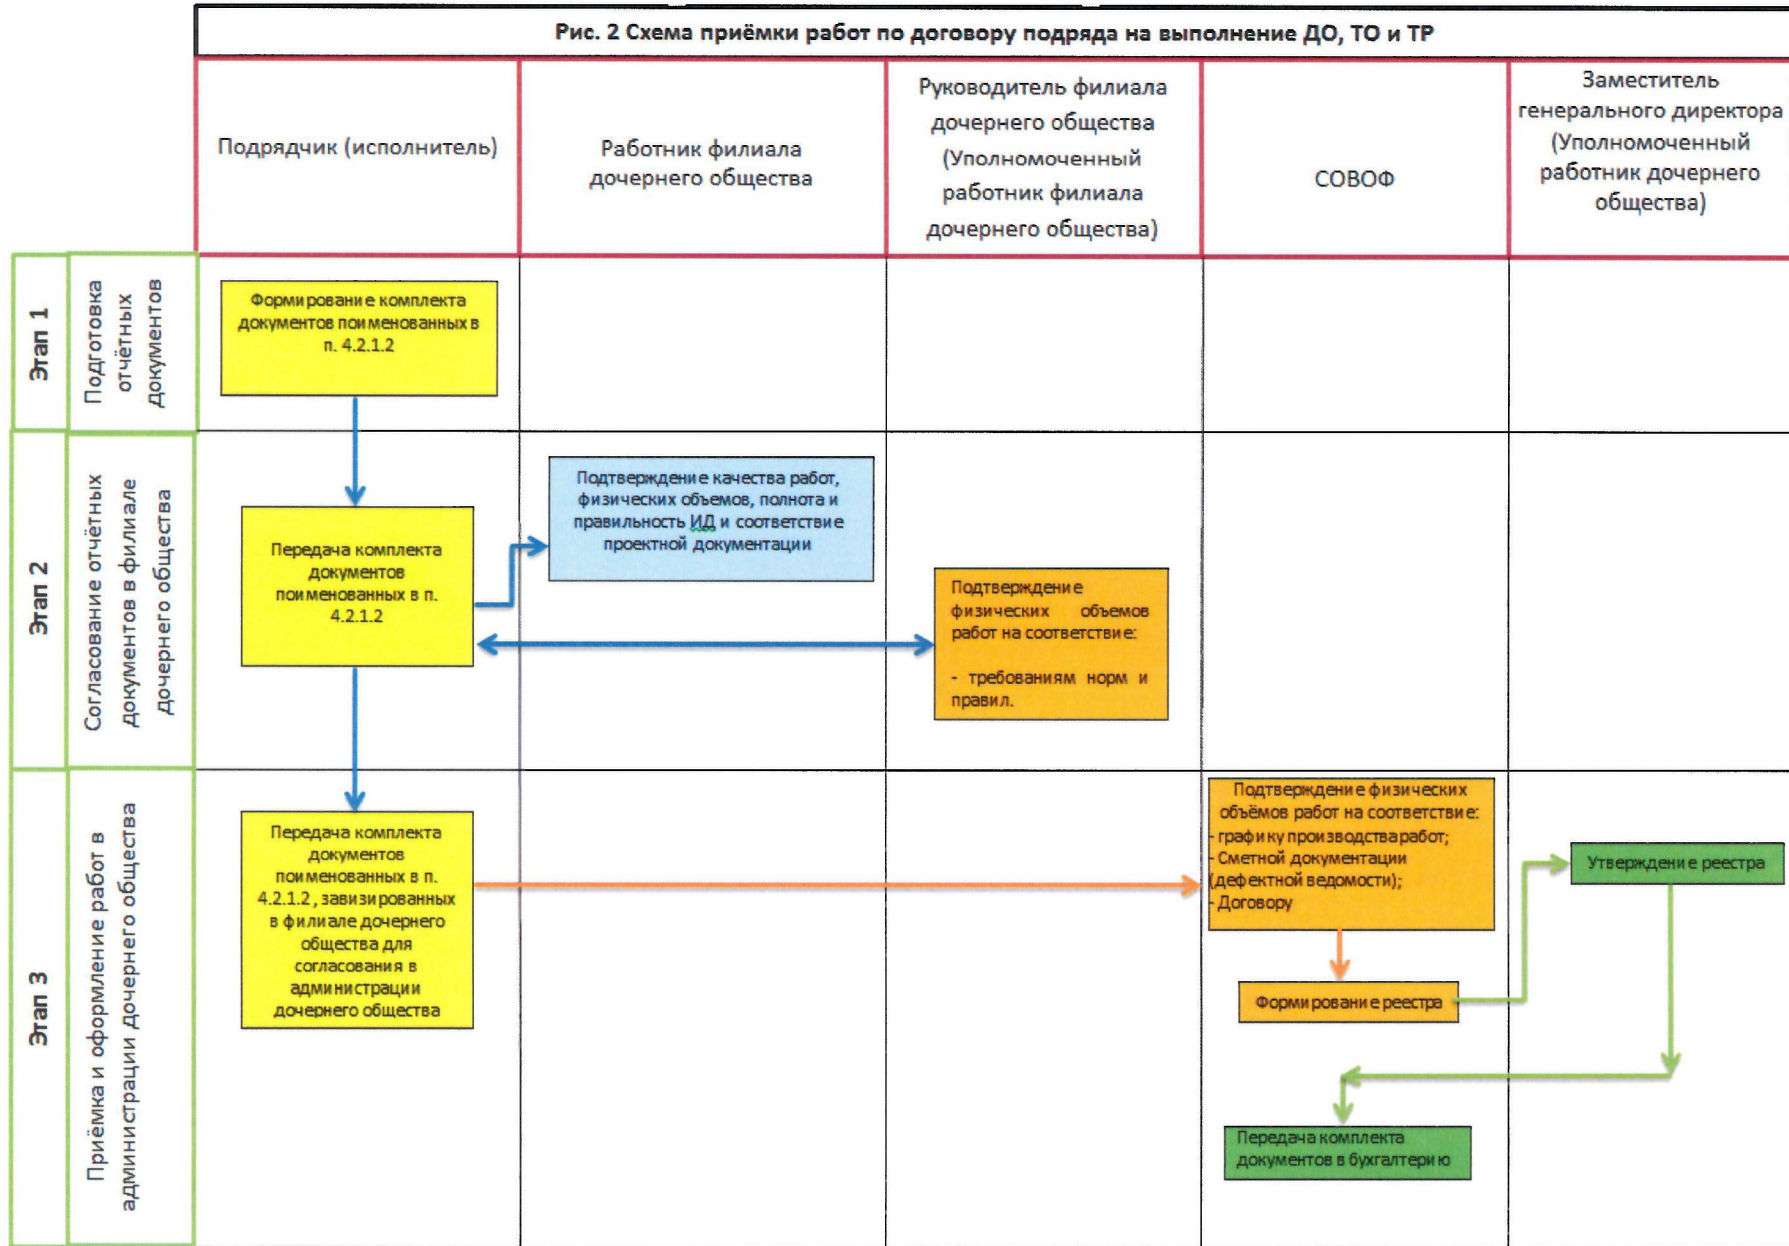 Рис. 2 Схема приёмки работ по договору подряда на выполнение ДО, ТО и ТР
Подрядчик (исполнитель)
Работник филиала
дочернего общества
Руководитель филиала
дочернего общества
(Уполномоченный
работник филиала
дочернего общества)
СОВОФ
Заместитель
генерального директора
(Уполномоченный
работник дочернего
общества)
Этап 1
Подготовка
отчётных
документов
Формирование комплекта
документов поименованных в
п. 4.2.1.2
Этап 2
Согласование отчётных
документов в филиале
дочернего общества
Передача комплекта
документов
поименованных в п.
4.2.1.2
Подтверждение качества работ,
физических объемов, полнота и
правильность ИД и соответствие
проектной документации
Подтверждение
физических объемов
работ на соответствие:
- требованиям норм и
правил.
Этап 3
Приёмка и оформление работ в
администрации дочернего общества
Передача комплекта
документов
поименованных в п.
4.2.1.2 , завизированных
в филиале дочернего
общества для
согласования в
администрации
дочернего общества
Подтверждение физических
объёмов работ на соответствие:
- графику производства работ;
- Сметной документации
(дефектной ведомости);
- Договору
Формирование реестра
Утверждение реестра
Передача комплекта
документов в бухгалтерию